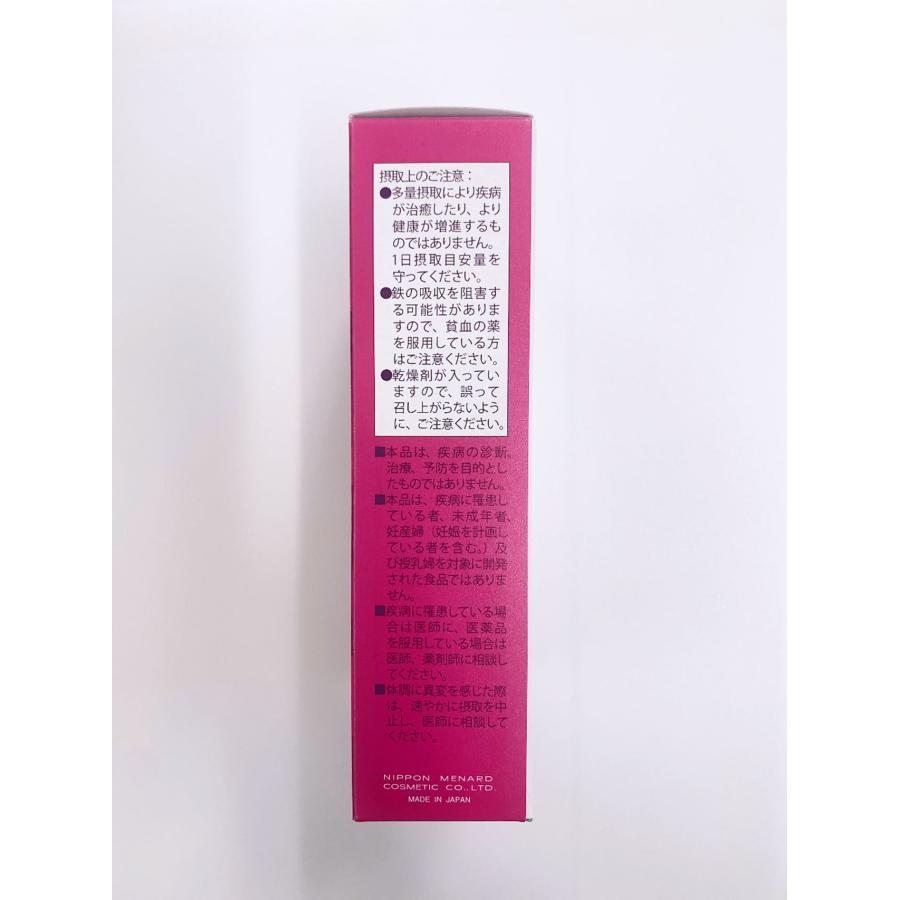 摂取上のご注意：
●多量摂取により疾病
が治癒したり、より
健康が増進するも
のではありません。
1日摂取目安量を
守ってください。
●鉄の吸収を阻害す
る可能性がありま
すので、貧血の薬
を服用している方
はご注意ください。
●乾燥剤が入ってい
ますので、誤って
召し上がらないよう
に、ご注意ください。
■本品は、疾病の診断、
治療、予防を目的とし
たものではありません。
■本品は、疾病に罹患し
ている者、未成年者、
妊産婦（妊娠を計画し
ている者を含む。）及
び授乳婦を対象に開発
された食品ではありま
せん。
■疾病に罹患している場
合は医師に、医薬品
を服用している場合は
医師、薬剤師に相談し
てください。
■体調に異変を感じた際
は、速やかに摂取を中
止し、医師に相談して
ください。
NIPPON MENARD
COSMETIC CO.,LTD.
MADE IN JAPAN